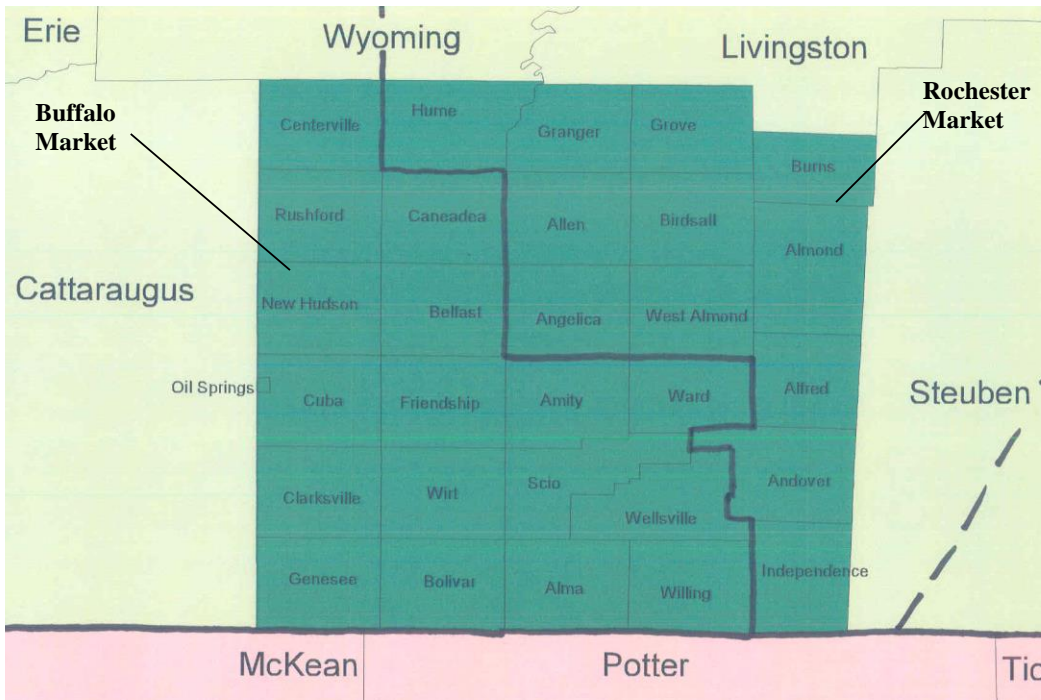 Erie
Wyoming
Livingston
Buffalo
Market
Rochester
Market
Centerville
Hume
Granger
Grove
Burns
Rushford
Caneadea
Allen
Birdsall
Almond
Cattaraugus
New Hudson
Belfast
Angelica
West Almond
Oil Springs
Cuba
Friendship
Amity
Ward
Alfred
Steuben
Clarksville
Wirt
Scio
Wellsville
Andover
Genesee
Bolivar
Alma
Willing
Independence
McKean
Potter